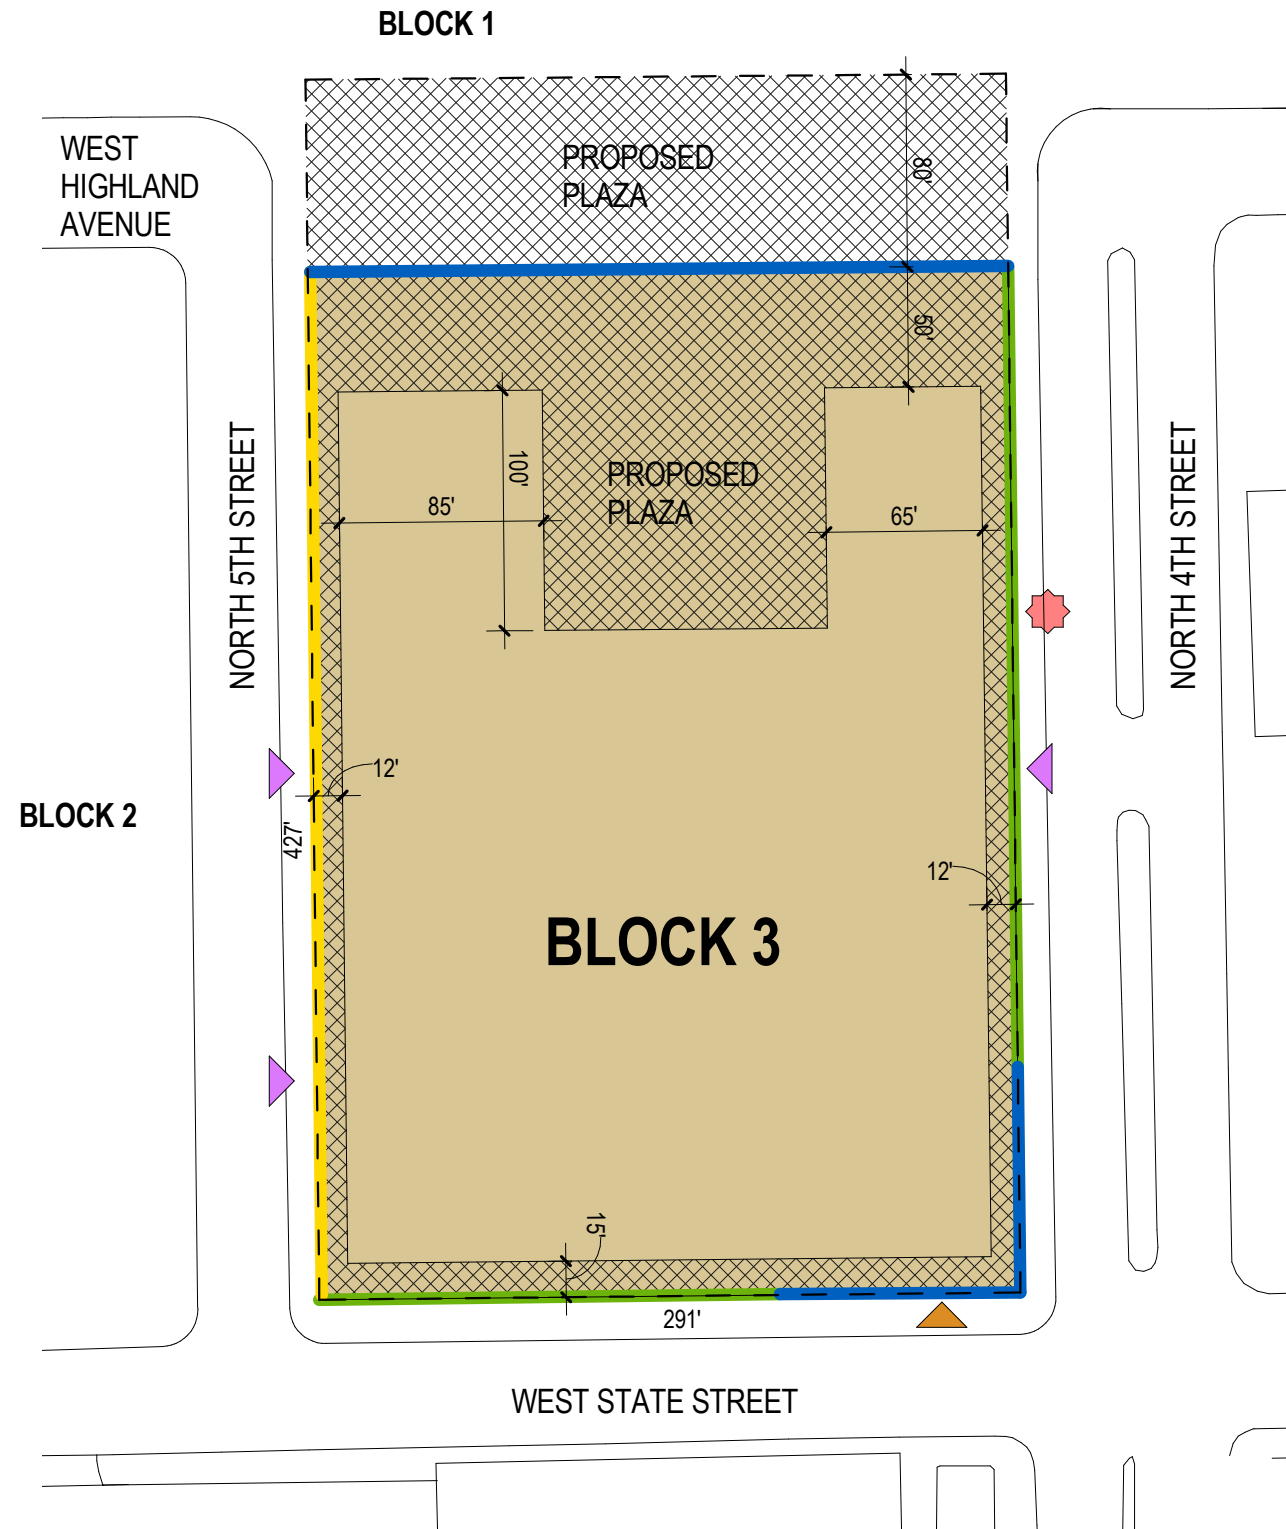 BLOCK 1
WEST
HIGHLAND
AVENUE
PROPOSED
PLAZA
80'
50'
NORTH 5TH STREET
100'
85'
PROPOSED
PLAZA
65'
NORTH 4TH STREET
12'
BLOCK 2
427'
12'
BLOCK 3
15'
291'
WEST STATE STREET